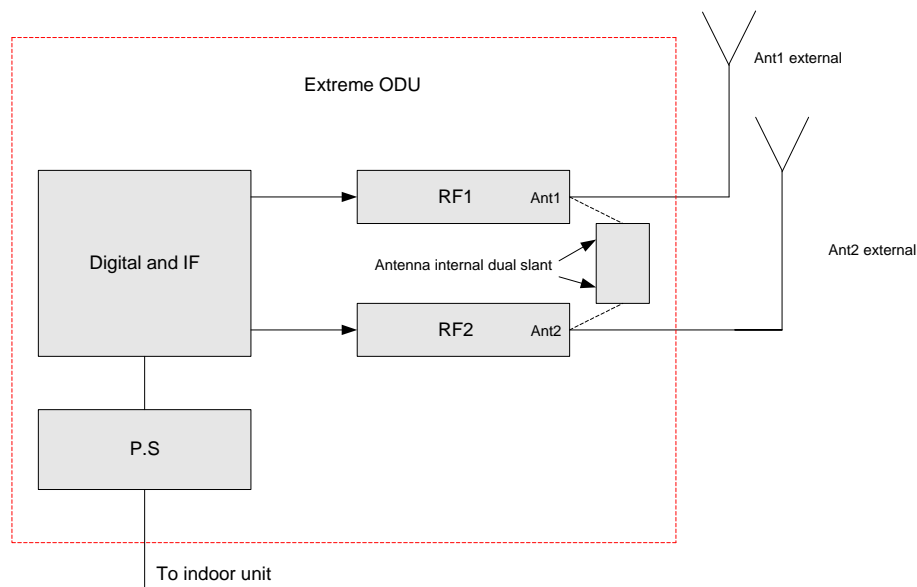 Ant1 external
Extreme ODU
RF1
Ant1
Digital and IF
Antenna internal dual slant
Ant2 external
RF2
Ant2
P.S
To indoor unit